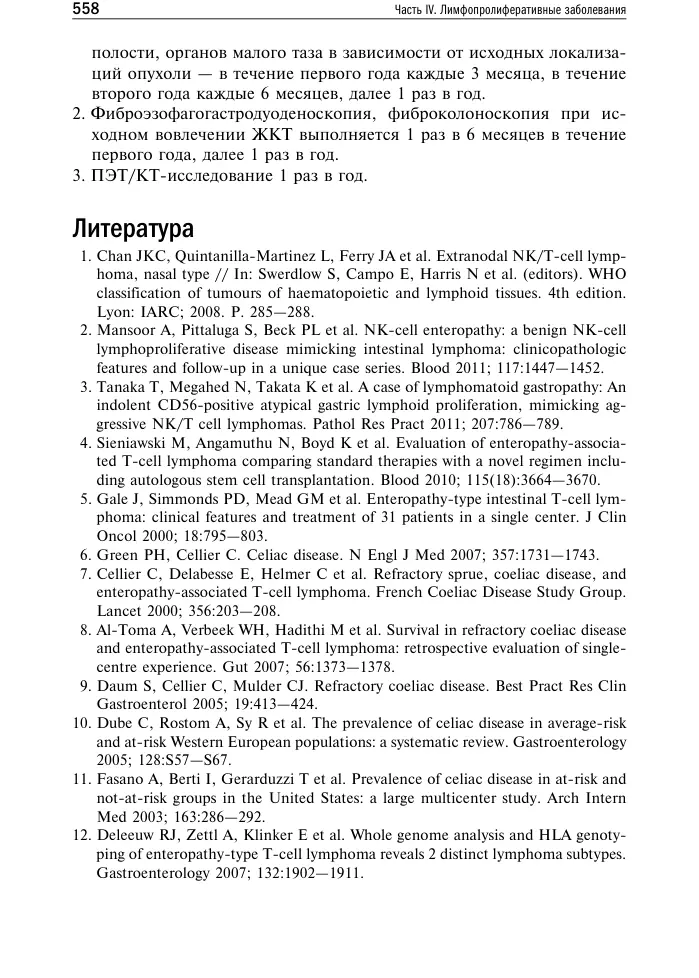 558
Часть IV. Лимфопролиферативные заболевания
полости, органов малого таза в зависимости от исходных локализа-
ций опухоли — в течение первого года каждые 3 месяца, в течение
второго года каждые 6 месяцев, далее 1 раз в год.
2. Фиброэзофагогастродуоденоскопия, фиброколоноскопия при ис-
ходном вовлечении ЖКТ выполняется 1 раз в 6 месяцев в течение
первого года, далее 1 раз в год.
3. ПЭТ/КТ-исследование 1 раз в год.
Литература
1. Chan JKC, Quintanilla-Martinez L, Ferry JA et al. Extranodal NK/T-cell lymp-
homa, nasal type // In: Swerdlow S, Campo E, Harris N et al. (editors). WHO
classification of tumours of haematopoietic and lymphoid tissues. 4th edition.
Lyon: IARC; 2008. P. 285—288.
2. Mansoor A, Pittaluga S, Beck PL et al. NK-cell enteropathy: a benign NK-cell
lymphoproliferative disease mimicking intestinal lymphoma: clinicopathologic
features and follow-up in a unique case series. Blood 2011; 117:1447—1452.
3. Tanaka T, Megahed N, Takata K et al. A case of lymphomatoid gastropathy: An
indolent CD56-positive atypical gastric lymphoid proliferation, mimicking ag-
gressive NK/T cell lymphomas. Pathol Res Pract 2011; 207:786—789.
4. Sieniawski M, Angamuthu N, Boyd K et al. Evaluation of enteropathy-associa-
ted T-cell lymphoma comparing standard therapies with a novel regimen inclu-
ding autologous stem cell transplantation. Blood 2010; 115(18):3664—3670.
5. Gale J, Simmonds PD, Mead GM et al. Enteropathy-type intestinal T-cell lym-
phoma: clinical features and treatment of 31 patients in a single center. J Clin
Oncol 2000; 18:795—803.
6. Green PH, Cellier C. Celiac disease. N Engl J Med 2007; 357:1731—1743.
7. Cellier C, Delabesse E, Helmer C et al. Refractory sprue, coeliac disease, and
enteropathy-associated T-cell lymphoma. French Coeliac Disease Study Group.
Lancet 2000; 356:203—208.
8. Al-Toma A, Verbeek WH, Hadithi M et al. Survival in refractory coeliac disease
and enteropathy-associated T-cell lymphoma: retrospective evaluation of single-
centre experience. Gut 2007; 56:1373—1378.
9. Daum S, Cellier C, Mulder CJ. Refractory coeliac disease. Best Pract Res Clin
Gastroenterol 2005; 19:413—424.
10. Dube C, Rostom A, Sy R et al. The prevalence of celiac disease in average-risk
and at-risk Western European populations: a systematic review. Gastroenterology
2005; 128:S57—S67.
11. Fasano A, Berti I, Gerarduzzi T et al. Prevalence of celiac disease in at-risk and
not-at-risk groups in the United States: a large multicenter study. Arch Intern
Med 2003; 163:286—292.
12. Deleeuw RJ, Zettl A, Klinker E et al. Whole genome analysis and HLA genoty-
ping of enteropathy-type T-cell lymphoma reveals 2 distinct lymphoma subtypes.
Gastroenterology 2007; 132:1902—1911.